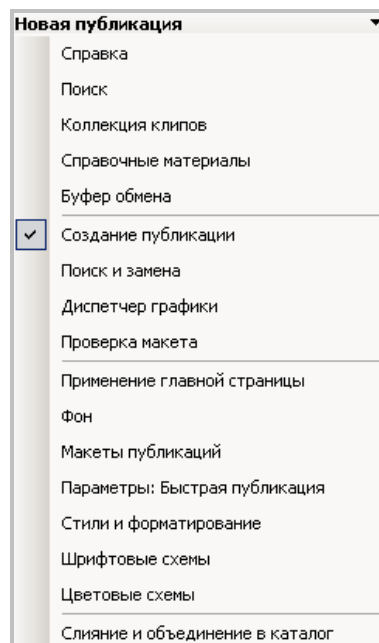 Новая публикация
Справка
Поиск
Коллекция клипов
Справочные материалы
Буфер обмена
Создание публикации
Поиск и замена
Диспетчер графики
Проверка макета
Применение главной страницы
Фон
Макеты публикаций
Параметры: Быстрая публикация
Стили и форматирование
Шрифтовые схемы
Цветовые схемы
Слияние и объединение в каталог